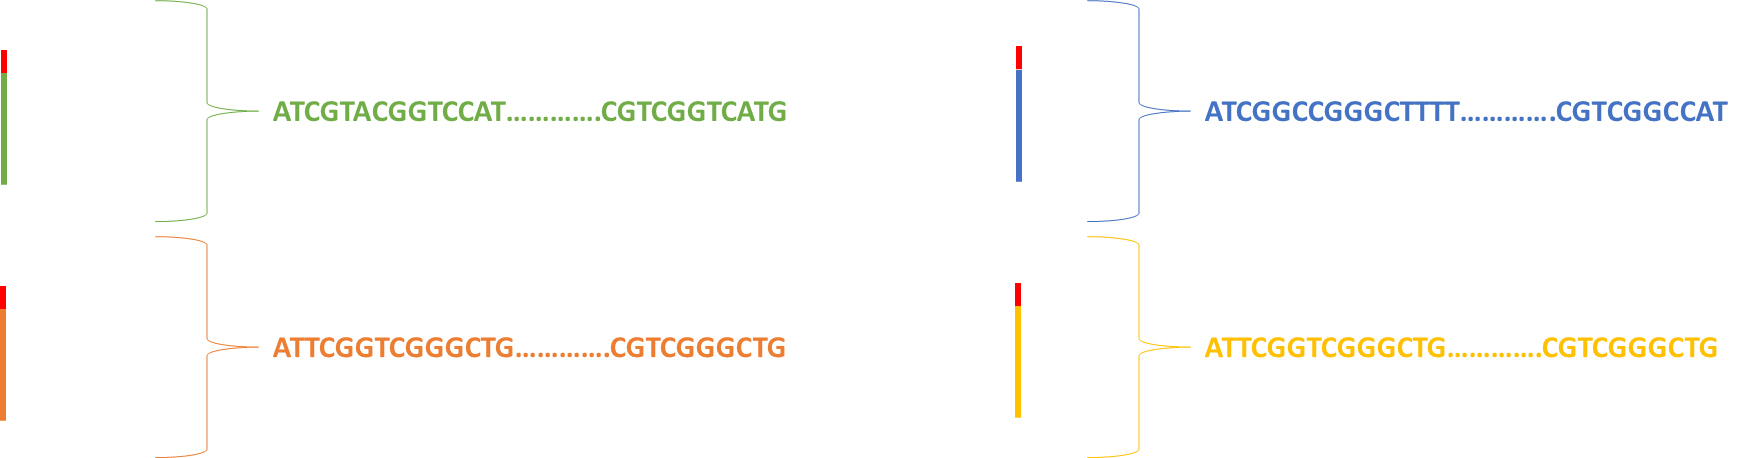 ATCGTACGGTCCAT………….CGTCGGTCATG
ATCGGCCGGGCTTTT………….CGTCGGCCAT
ATTCGGTCGGGCTG………….CGTCGGGCTG
ATTCGGTCGGGCTG………….CGTCGGGCTG